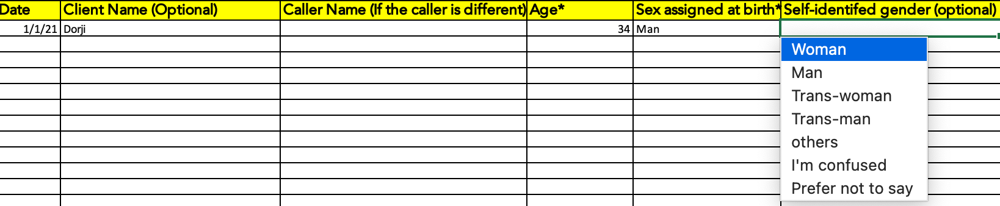 Date Client Name (Optional) Caller Name (If the caller is different) Age* Sex assigned at birth* Self-identifed gender (optional)
1/1/21 Dorji 34 Man
Woman
Man
Trans-woman
Trans-man
others
I'm confused
Prefer not to say